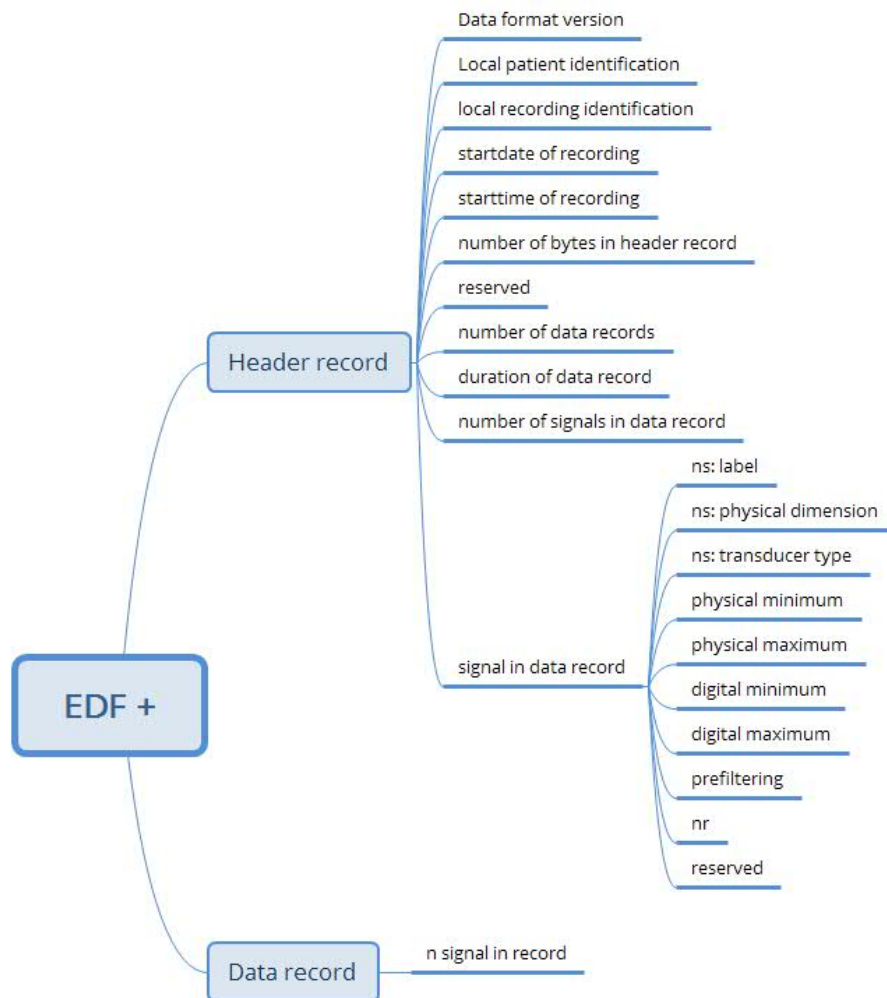 Data format version
Local patient identification
local recording identification
startdate of recording
starttime of recording
number of bytes in header record
reserved
Header record
number of data records
duration of data record
number of signals in data record
ns: label
ns: physical dimension
ns: transducer type
physical minimum
physical maximum
signal in data record
digital minimum
EDF +
digital maximum
prefiltering
nr
reserved
n signal in record
Data record